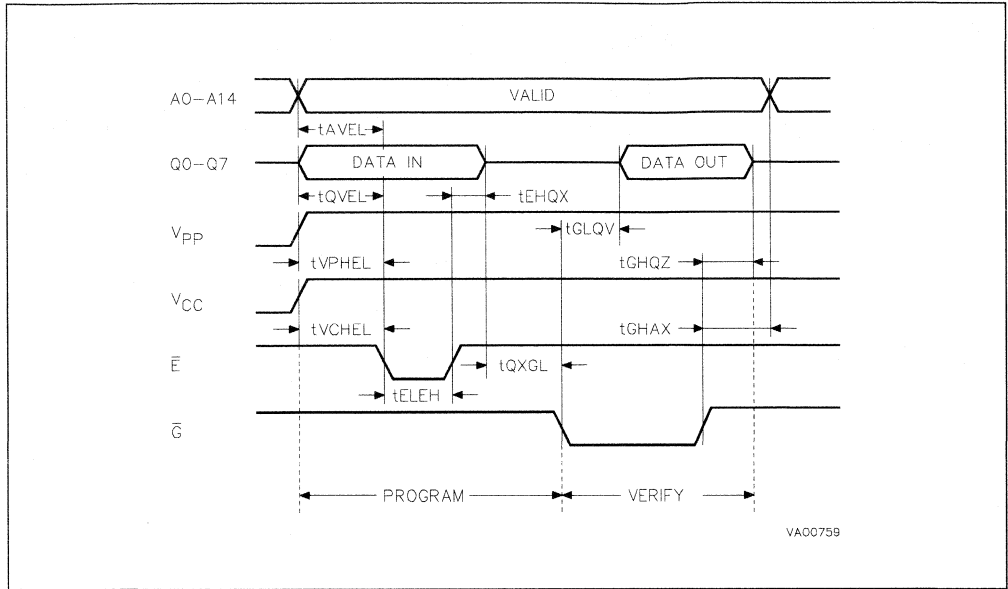 A0-A14
VALID
tAVEL
Q0-Q7
DATA IN
DATA OUT
tQVEL
tEHQX
VPP
tGLQV
tVPHEL
tGHQZ
VCC
tVCHEL
tGHAX
E̅
tQXGL
tELEH
G̅
PROGRAM
VERIFY
VA00759